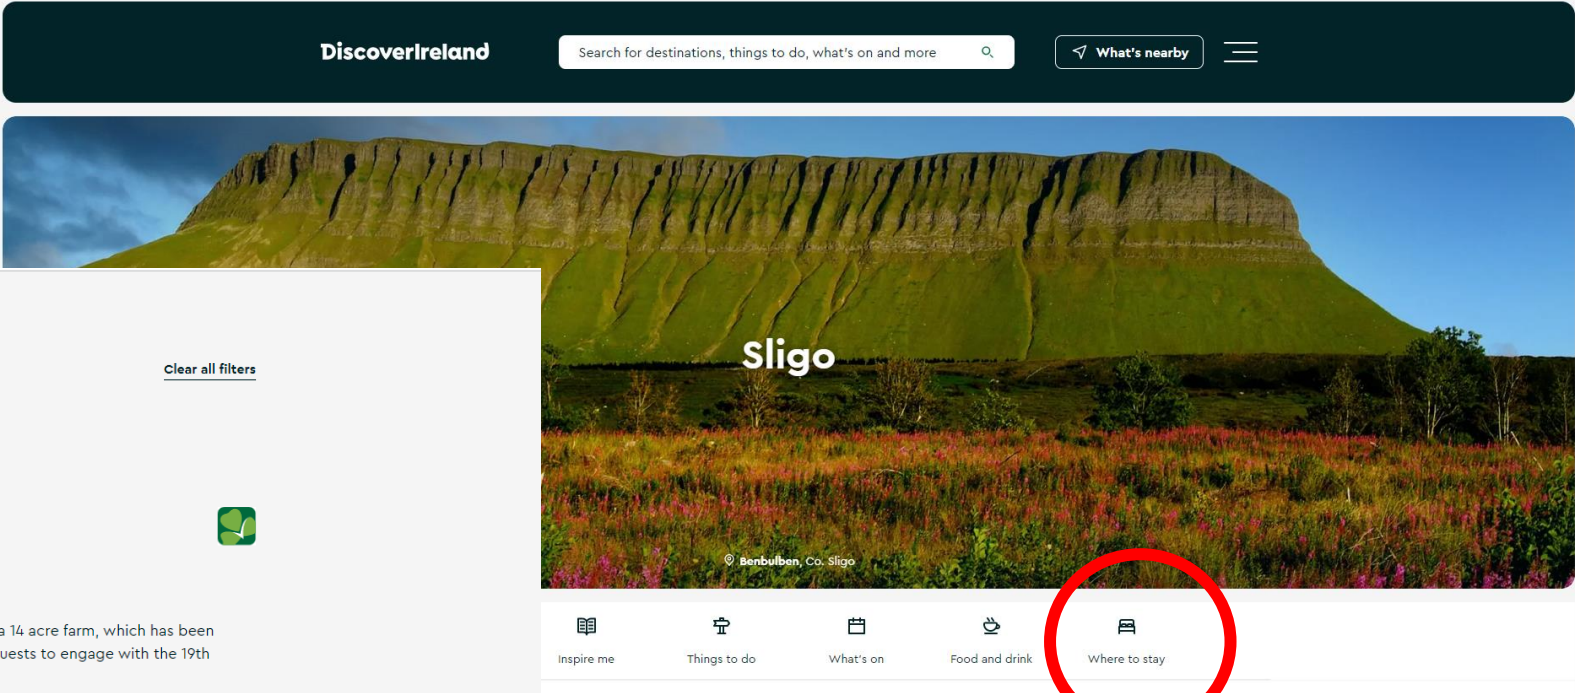 DiscoverIreland
Search for destinations, things to do, what's on and more
What's nearby
Sligo
Clear all filters
Benbulben, Co. Sligo
a 14 acre farm, which has been
uests to engage with the 19th
Inspire me
Things to do
What's on
Food and drink
Where to stay